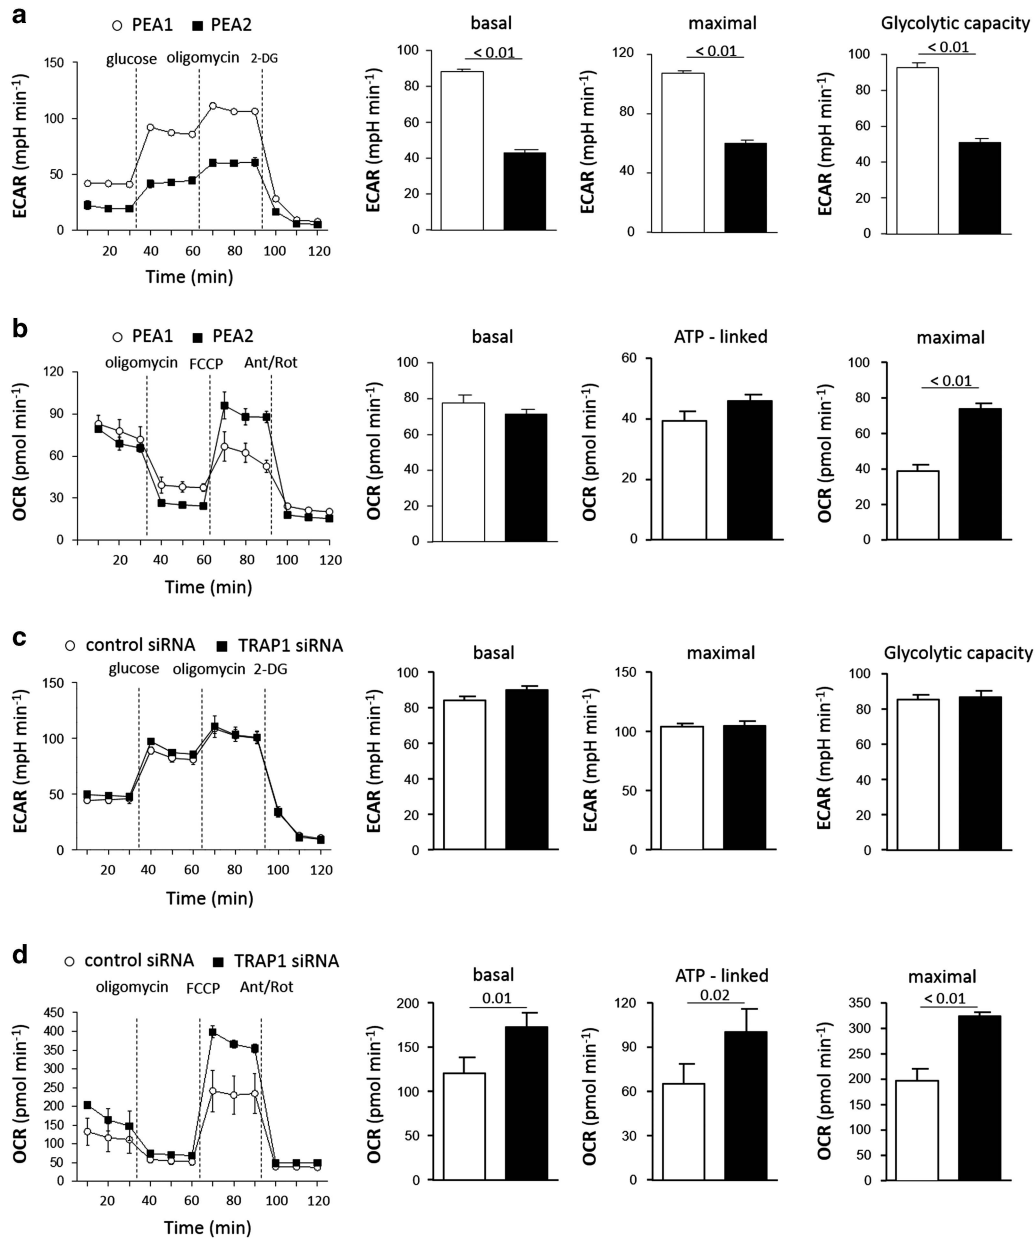 a
○ PEA1 ■ PEA2
glucose oligomycin 2-DG
ECAR (mpH min⁻¹)
150
100
50
0
20 40 60 80 100 120
Time (min)
basal
< 0.01
ECAR (mpH min⁻¹)
100
80
60
40
20
0
maximal
< 0.01
ECAR (mpH min⁻¹)
120
80
40
0
Glycolytic capacity
< 0.01
ECAR (mpH min⁻¹)
100
80
60
40
20
0
b
○ PEA1 ■ PEA2
oligomycin FCCP Ant/Rot
OCR (pmol min⁻¹)
120
90
60
30
0
20 40 60 80 100 120
Time (min)
basal
OCR (pmol min⁻¹)
100
80
60
40
20
0
ATP - linked
OCR (pmol min⁻¹)
60
40
20
0
maximal
< 0.01
OCR (pmol min⁻¹)
100
80
60
40
20
0
c
○ control siRNA ■ TRAP1 siRNA
glucose oligomycin 2-DG
ECAR (mpH min⁻¹)
150
100
50
0
20 40 60 80 100 120
Time (min)
basal
ECAR (mpH min⁻¹)
100
80
60
40
20
0
maximal
ECAR (mpH min⁻¹)
150
100
50
0
Glycolytic capacity
ECAR (mpH min⁻¹)
100
80
60
40
20
0
d
○ control siRNA ■ TRAP1 siRNA
oligomycin FCCP Ant/Rot
OCR (pmol min⁻¹)
450
400
350
300
250
200
150
100
50
0
20 40 60 80 100 120
Time (min)
basal
0.01
OCR (pmol min⁻¹)
200
150
100
50
0
ATP - linked
0.02
OCR (pmol min⁻¹)
120
90
60
30
0
maximal
< 0.01
OCR (pmol min⁻¹)
350
300
250
200
150
100
50
0